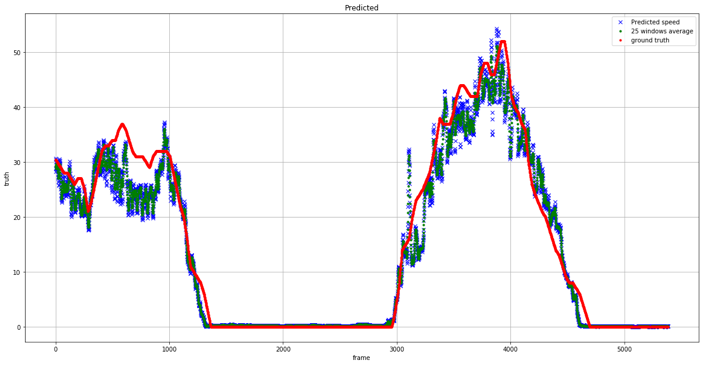 Predicted
Predicted speed
25 windows average
ground truth
truth
50
40
30
20
10
0
0
1000
2000
3000
4000
5000
frame